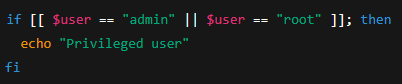 if [[ $user == "admin" || $user == "root" ]]; then
  echo "Privileged user"
fi